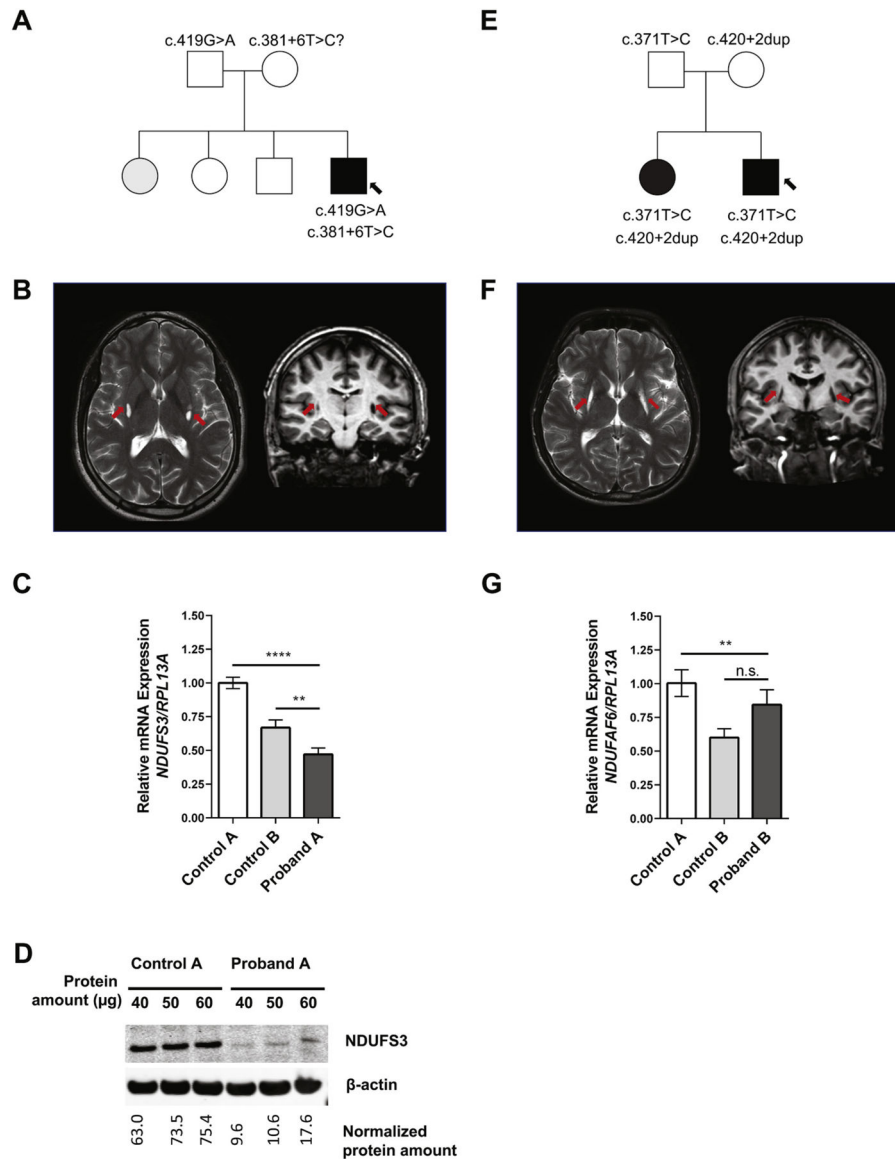 A
c.419G>A c.381+6T>C?
c.419G>A
c.381+6T>C
B
C
Relative mRNA Expression
NDUFS3/RPL13A
1.50
1.25
1.00
0.75
0.50
0.25
0.00
****
**
Control A
Control B
Proband A
D
Control A Proband A
Protein
amount (µg)
40 50 60 40 50 60
NDUFS3
β-actin
63.0 73.5 75.4 9.6 10.6 17.6
Normalized
protein amount
E
c.371T>C c.420+2dup
c.371T>C c.371T>C
c.420+2dup c.420+2dup
F
G
Relative mRNA Expression
NDUFAF6/RPL13A
1.50
1.25
1.00
0.75
0.50
0.25
0.00
**
n.s.
Control A
Control B
Proband B